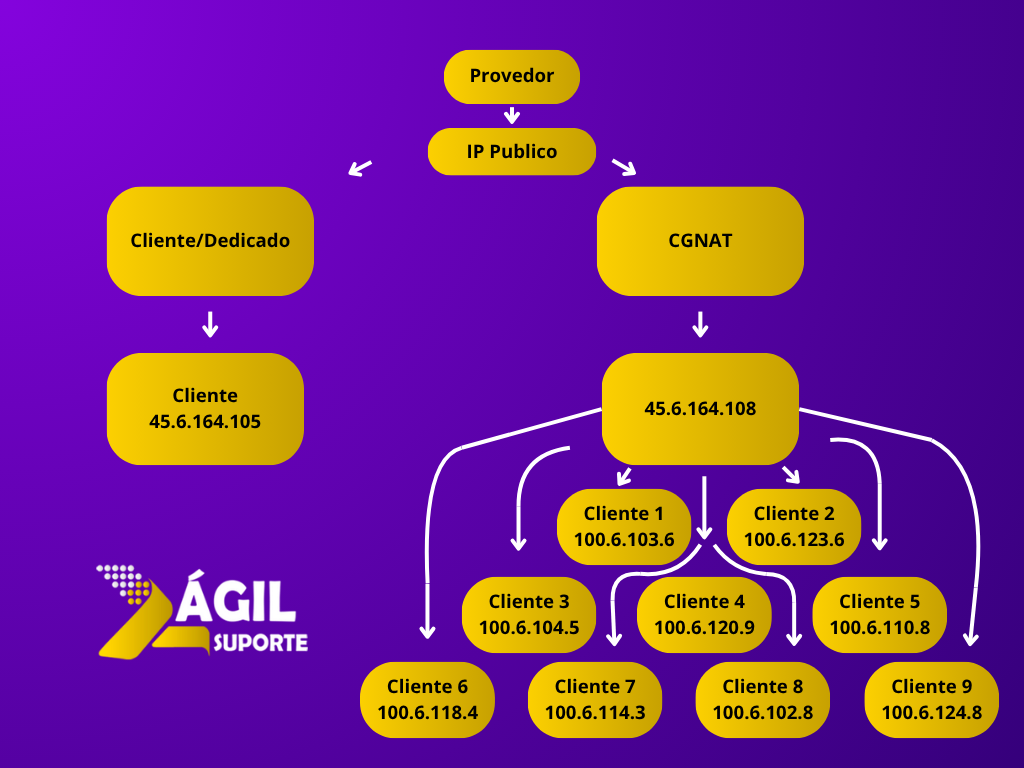 Provedor
IP Publico
Cliente/Dedicado
CGNAT
Cliente
45.6.164.105
45.6.164.108
Cliente 1
100.6.103.6
Cliente 2
100.6.123.6
Cliente 3
100.6.104.5
Cliente 4
100.6.120.9
Cliente 5
100.6.110.8
Cliente 6
100.6.118.4
Cliente 7
100.6.114.3
Cliente 8
100.6.102.8
Cliente 9
100.6.124.8
ÁGIL
SUPORTE